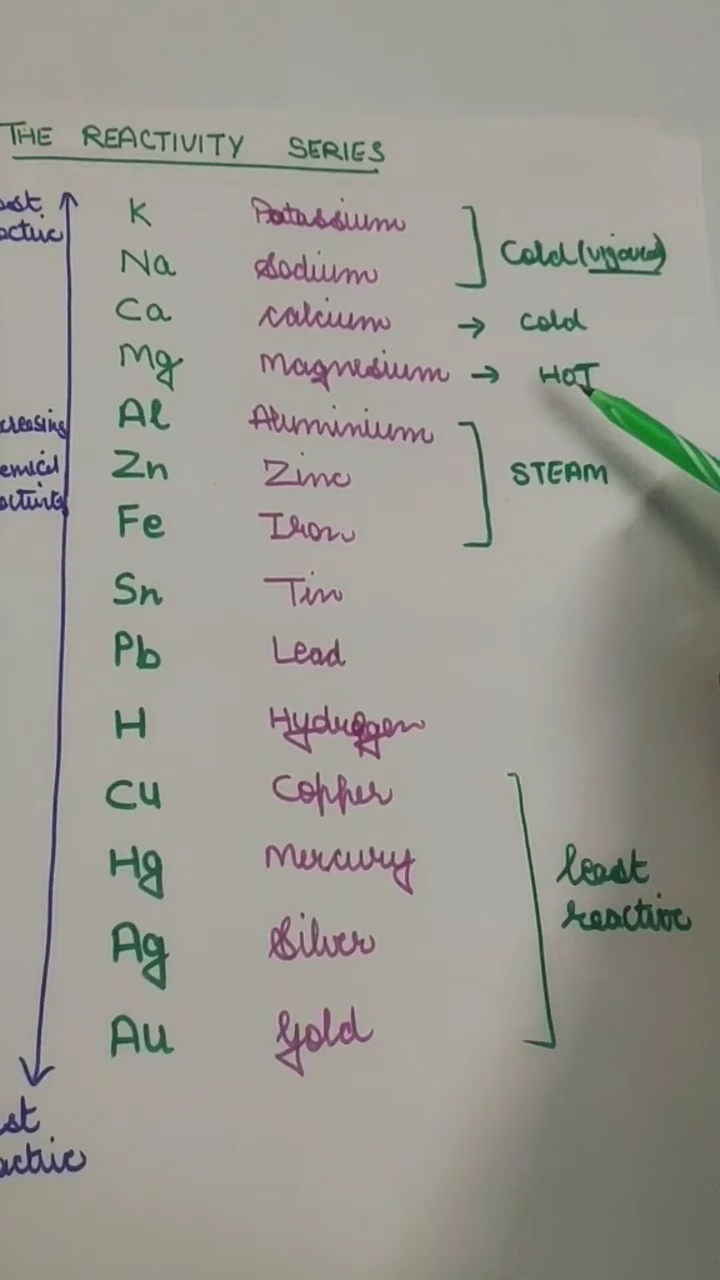 THE REACTIVITY SERIES
K Potassium
Na Sodium ] Cold (
Ca Calcium → Cold
Mg Magnesium → HOT
Al Aluminium
Zn Zinc ] STEAM
Fe Iron
Sn Tin
Pb Lead
H Hydrogen
Cu Copper
Hg Mercury ] least
Ag Silver reactive
Au Gold